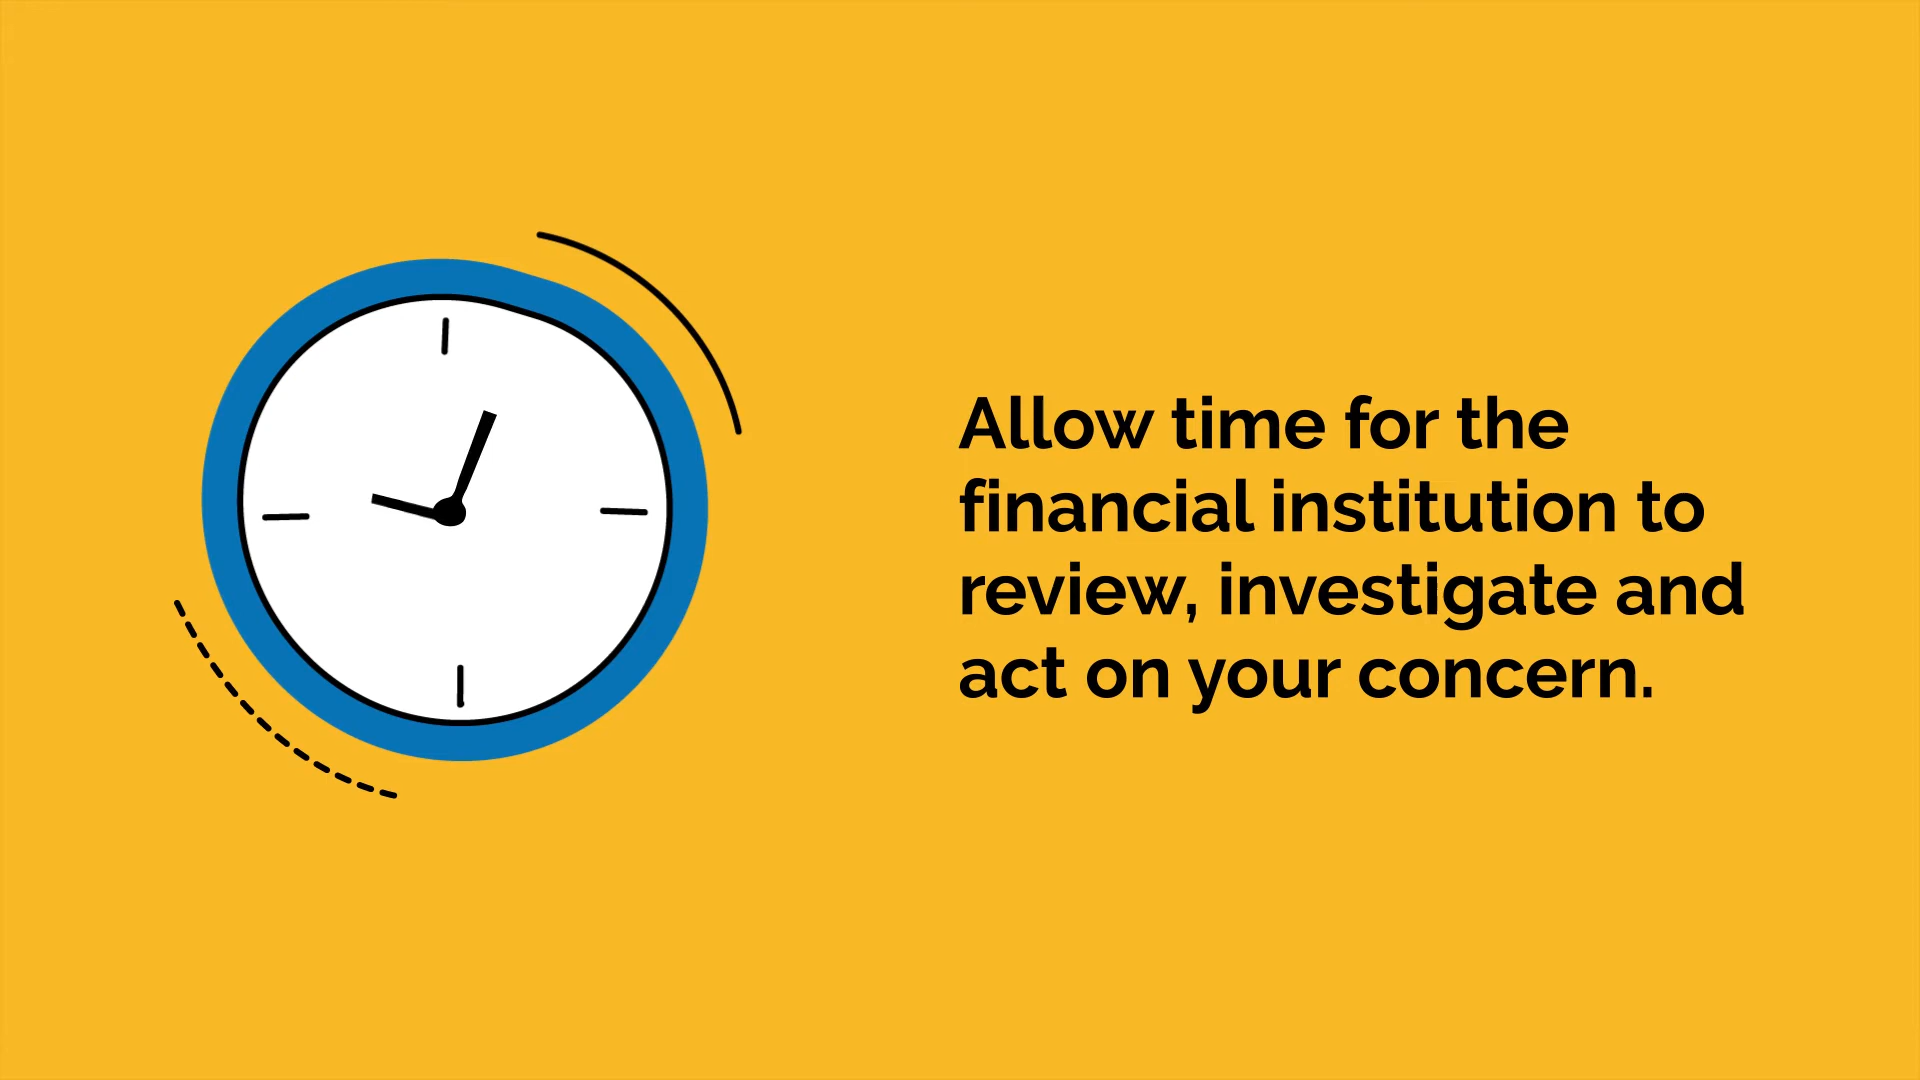 Allow time for the
financial institution to
review, investigate and
act on your concern.